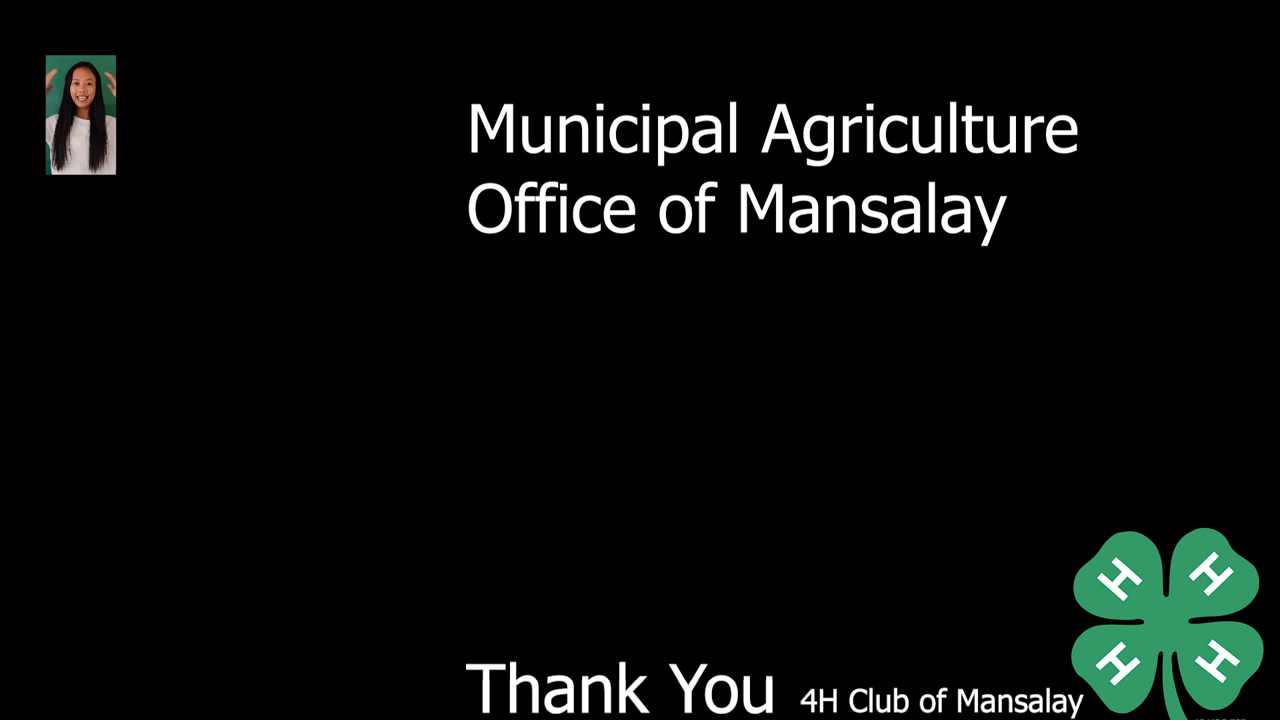 Municipal Agriculture
Office of Mansalay
H H
H H
Thank You 4H Club of Mansalay